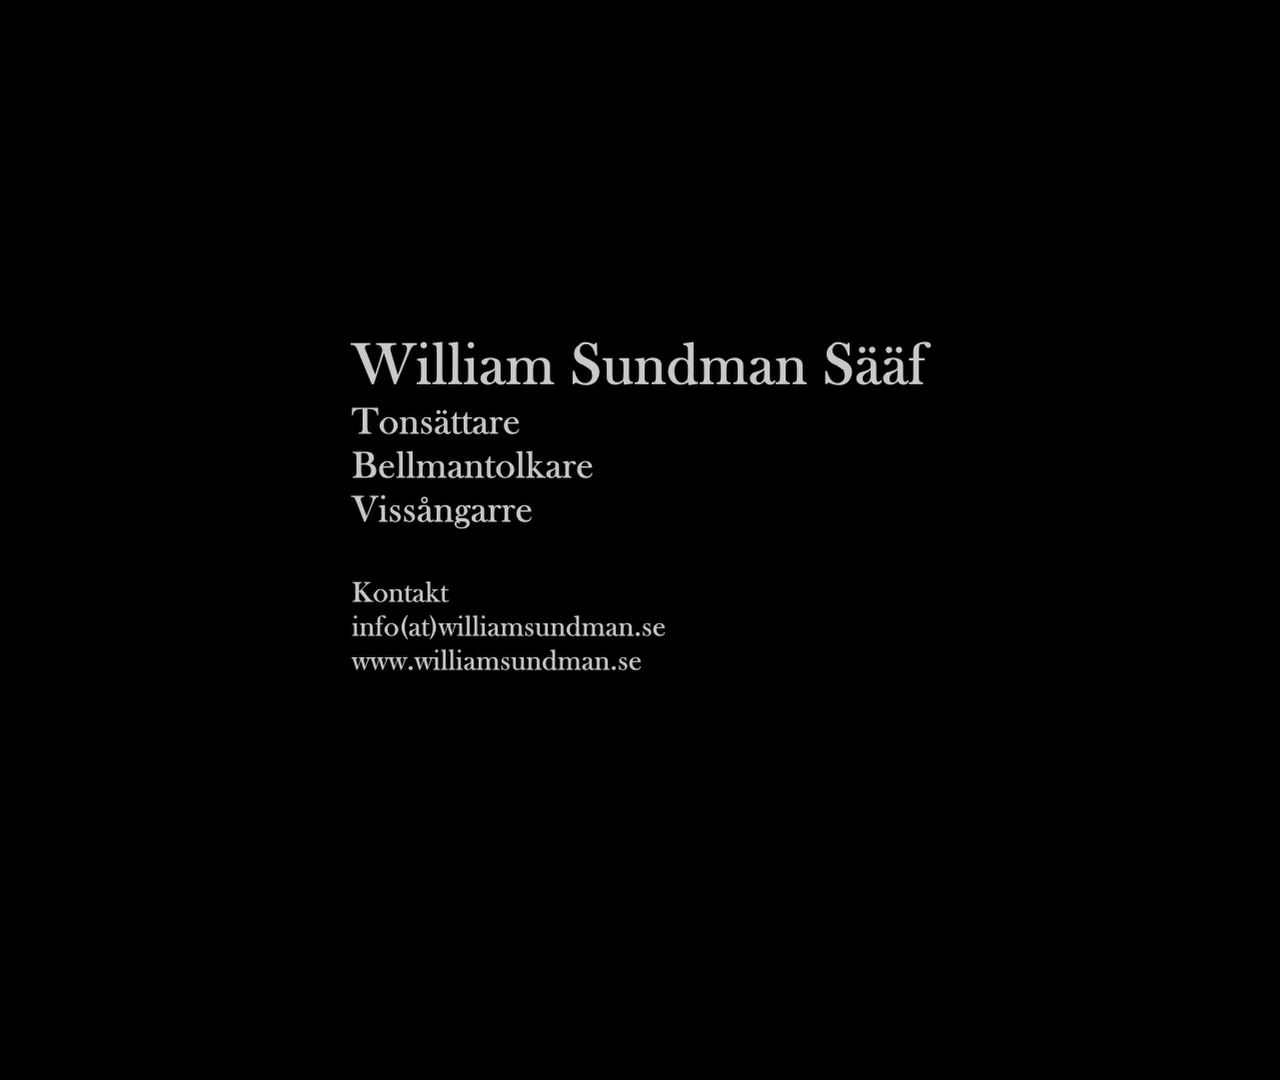 William Sundman Sääf
Tonsättare
Bellmantolkare
Vissångarre
Kontakt
info(at)williamsundman.se
www.williamsundman.se